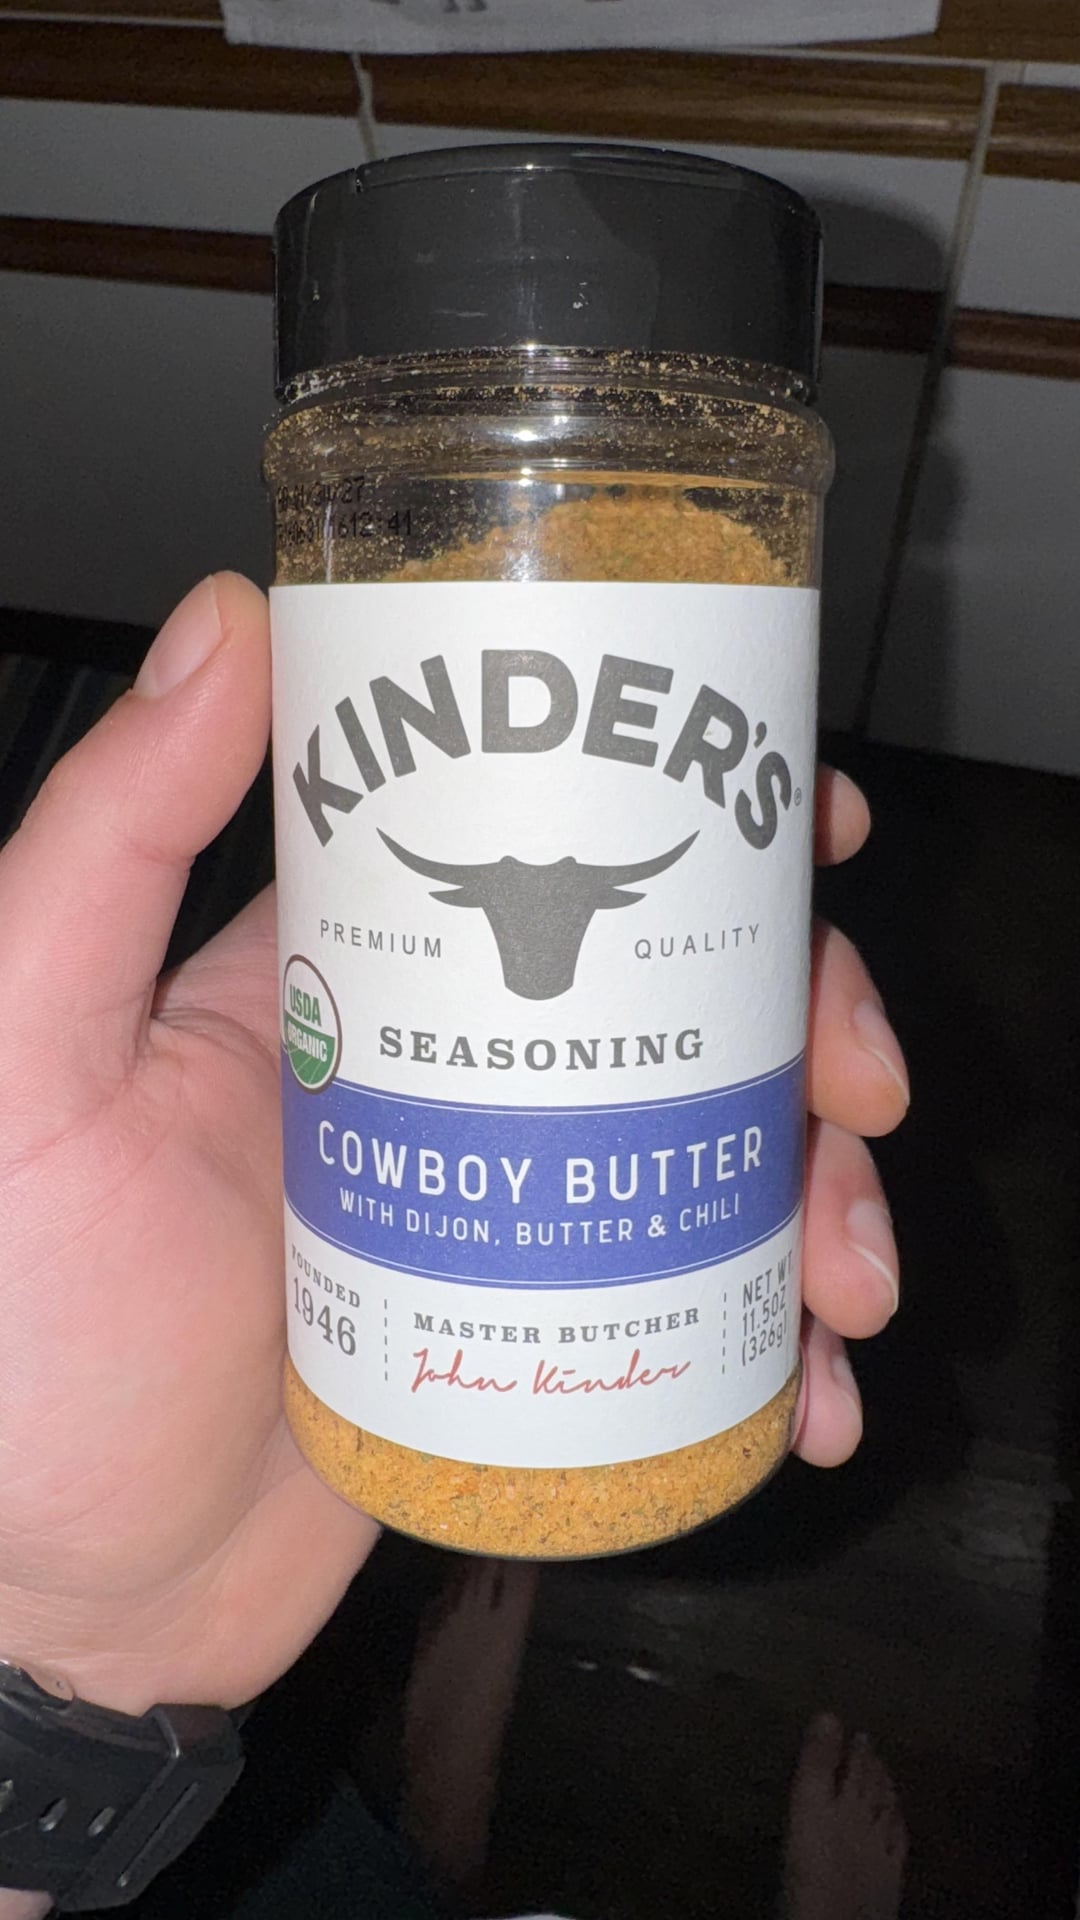 KINDER'S®
PREMIUM QUALITY
USDA
ORGANIC
SEASONING
COWBOY BUTTER
WITH DIJON, BUTTER & CHILI
FOUNDED
1946
MASTER BUTCHER
John Kinder
NET WT.
11.5OZ
(326g)